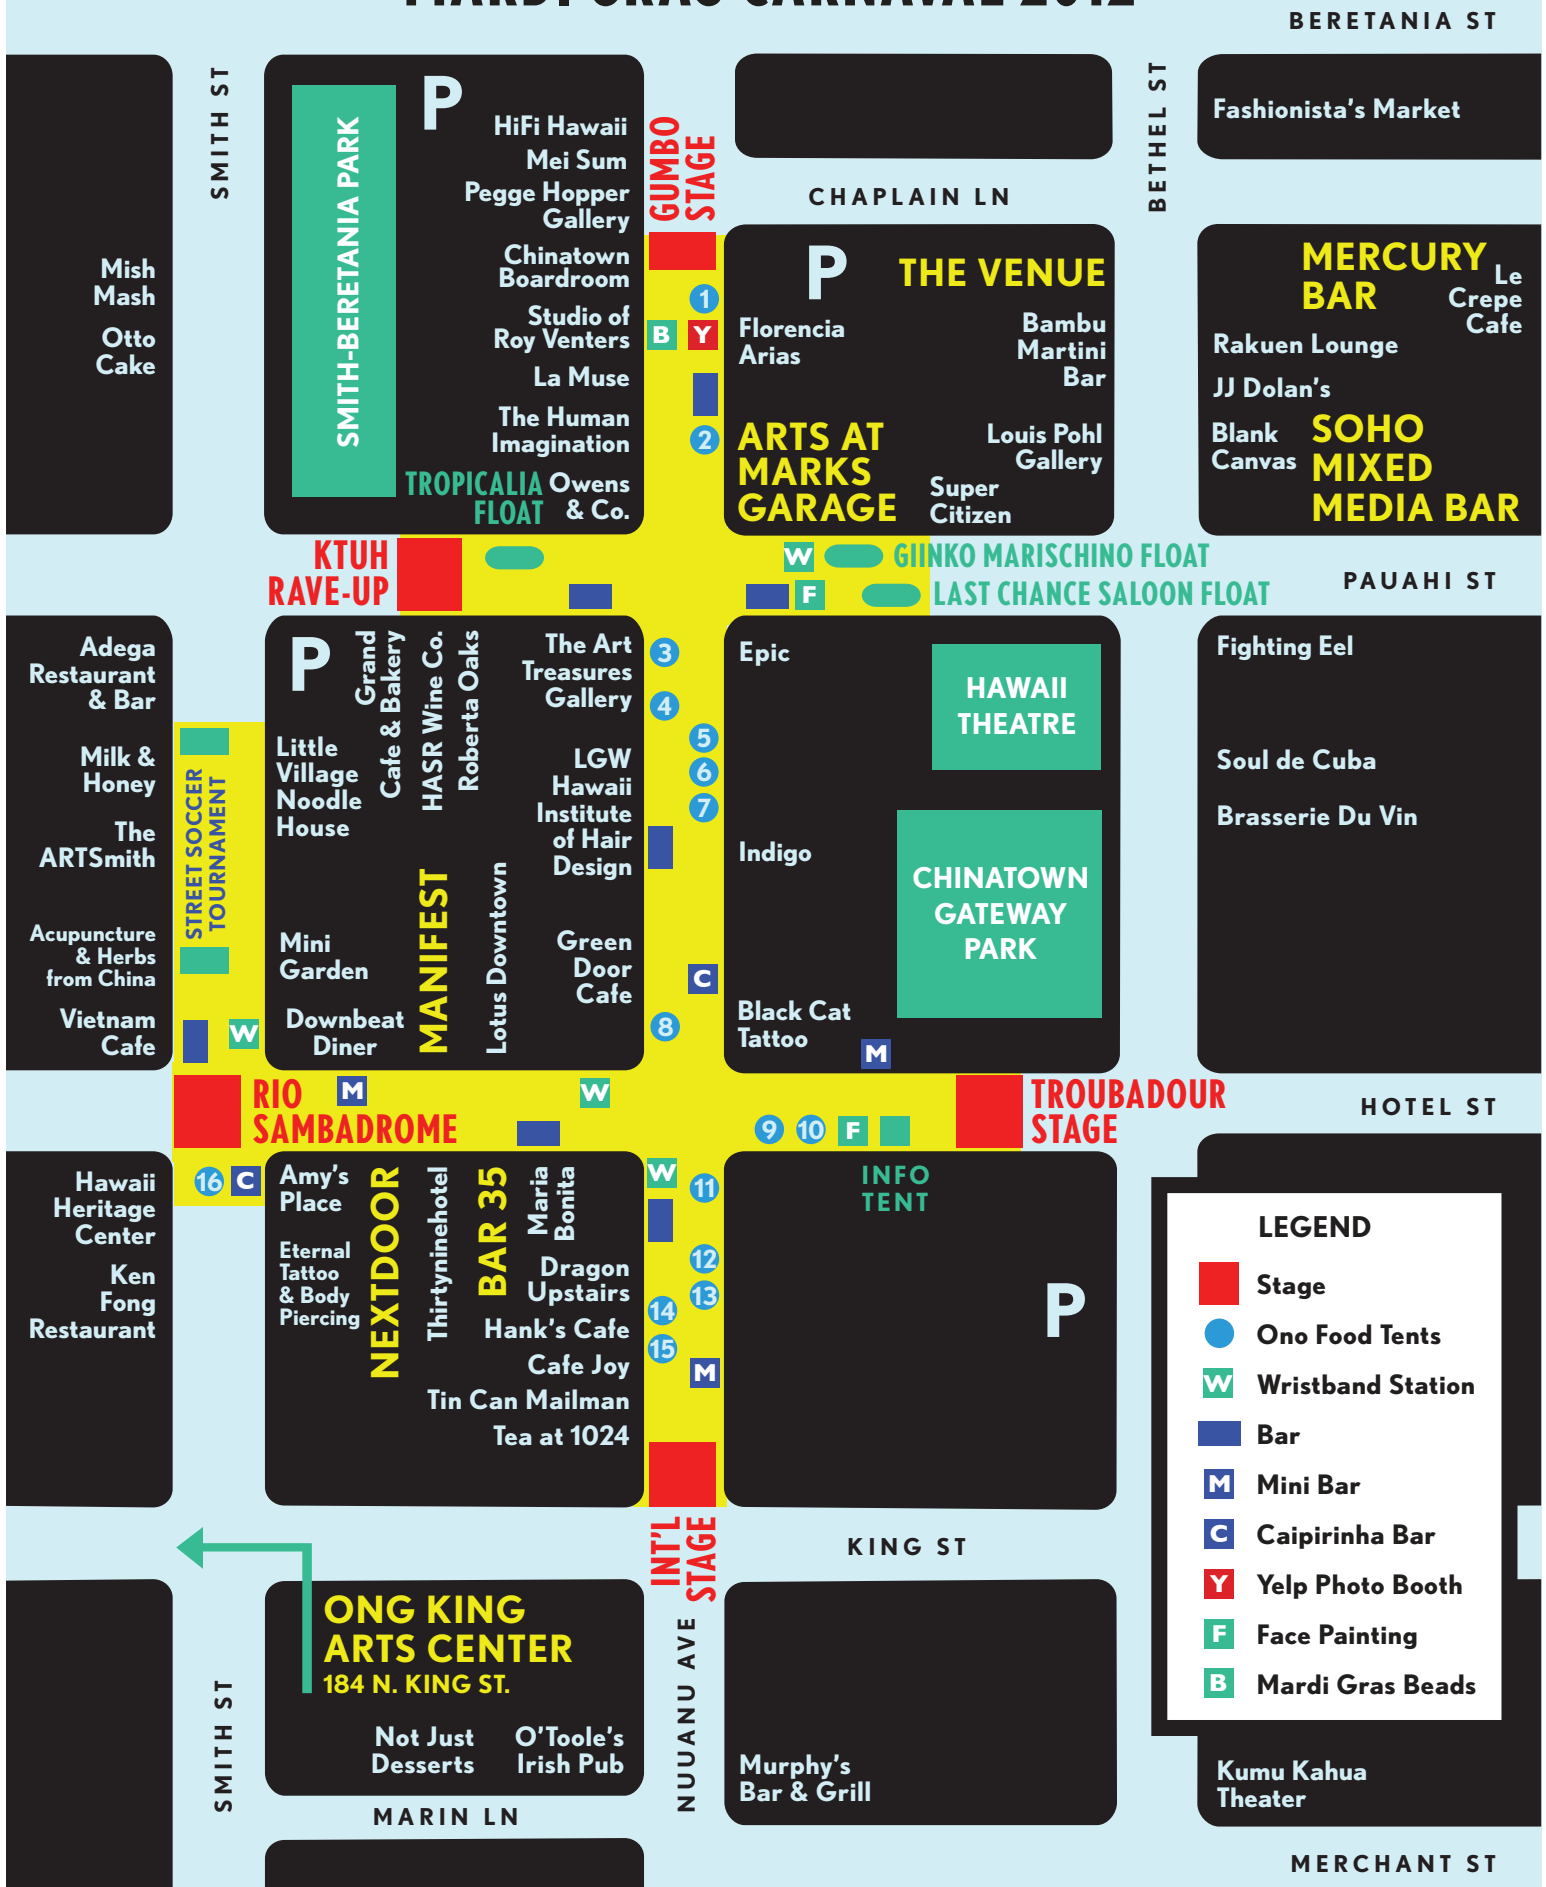 MARDI GRAS CARNAVAL 2012
BERETANIA ST
SMITH ST
BETHEL ST
SMITH-BERETANIA PARK
P
HiFi Hawaii
Mei Sum
Pegge Hopper
Gallery
Chinatown
Boardroom
Studio of
Roy Venters
La Muse
The Human
Imagination
Owens
& Co.
TROPICALIA
FLOAT
GUMBO
STAGE
Fashionista's Market
CHAPLAIN LN
Mish
Mash
Otto
Cake
1
B
Y
2
P
THE VENUE
Florencia
Arias
Bambu
Martini
Bar
ARTS AT
MARKS
GARAGE
Louis Pohl
Gallery
Super
Citizen
MERCURY
BAR
Le
Crepe
Cafe
Rakuen Lounge
JJ Dolan's
Blank
Canvas
SOHO
MIXED
MEDIA BAR
KTUH
RAVE-UP
W
GIINKO MARISCHINO FLOAT
F
LAST CHANCE SALOON FLOAT
PAUAHI ST
Adega
Restaurant
& Bar
Milk &
Honey
The
ARTSmith
Acupuncture
& Herbs
from China
Vietnam
Cafe
STREET SOCCER
TOURNAMENT
W
P
Grand
Cafe & Bakery
HASR Wine Co.
Roberta Oaks
The Art
Treasures
Gallery
Little
Village
Noodle
House
LGW
Hawaii
Institute
of Hair
Design
Mini
Garden
MANIFEST
Lotus Downtown
Green
Door
Cafe
Downbeat
Diner
3
4
5
6
7
C
8
Epic
HAWAII
THEATRE
Indigo
CHINATOWN
GATEWAY
PARK
Black Cat
Tattoo
M
Fighting Eel
Soul de Cuba
Brasserie Du Vin
RIO
SAMBADROME
M
W
9
10
F
TROUBADOUR
STAGE
HOTEL ST
INFO
TENT
Hawaii
Heritage
Center
Ken
Fong
Restaurant
16
C
Amy's
Place
Eternal
Tattoo
& Body
Piercing
NEXTDOOR
Thirtyninehotel
BAR 35
Maria
Bonita
Dragon
Upstairs
Hank's Cafe
Cafe Joy
Tin Can Mailman
Tea at 1024
W
11
12
13
14
15
M
P
INT'L
STAGE
KING ST
LEGEND
Stage
Ono Food Tents
W
Wristband Station
Bar
M
Mini Bar
C
Caipirinha Bar
Y
Yelp Photo Booth
F
Face Painting
B
Mardi Gras Beads
ONG KING
ARTS CENTER
184 N. KING ST.
Not Just
Desserts
O'Toole's
Irish Pub
SMITH ST
NUUANU AVE
Murphy's
Bar & Grill
Kumu Kahua
Theater
MARIN LN
MERCHANT ST